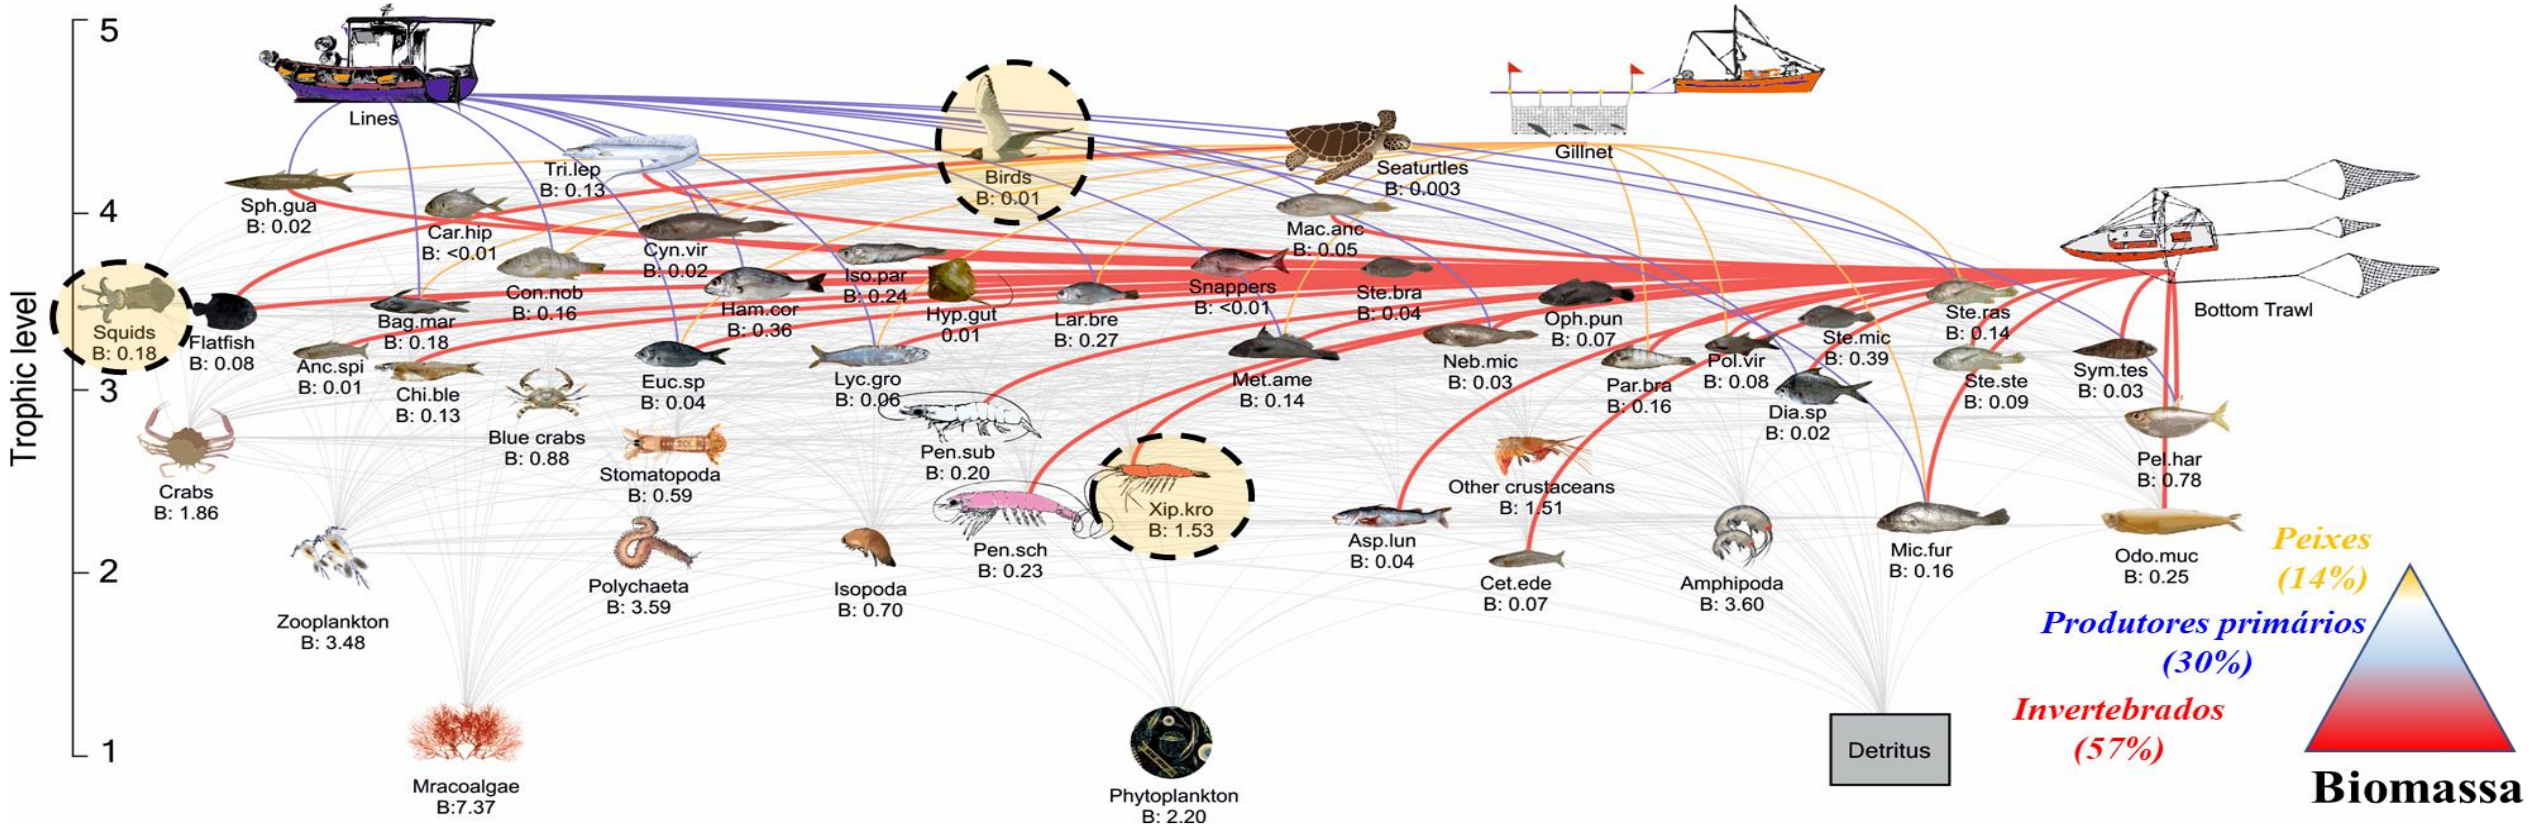 5
4
3
2
1
Trophic level
Lines
Gillnet
Bottom Trawl
Birds
B: 0.01
Seaturtles
B: 0.003
Tri.lep
B: 0.13
Sph.gua
B: 0.02
Car.hip
B: <0.01
Cyn.vir
B: 0.02
Mac.anc
B: 0.05
Iso.par
B: 0.24
Squids
B: 0.18
Flatfish
B: 0.08
Bag.mar
B: 0.18
Con.nob
B: 0.16
Ham.cor
B: 0.36
Hyp.gut
0.01
Lar.bre
B: 0.27
Snappers
B: <0.01
Ste.bra
B: 0.04
Oph.pun
B: 0.07
Ste.mic
B: 0.39
Ste.ras
B: 0.14
Anc.spi
B: 0.01
Chi.ble
B: 0.13
Blue crabs
B: 0.88
Euc.sp
B: 0.04
Lyc.gro
B: 0.06
Met.ame
B: 0.14
Neb.mic
B: 0.03
Par.bra
B: 0.16
Pol.vir
B: 0.08
Dia.sp
B: 0.02
Ste.ste
B: 0.09
Sym.tes
B: 0.03
Pel.har
B: 0.78
Crabs
B: 1.86
Stomatopoda
B: 0.59
Pen.sub
B: 0.20
Pen.sch
B: 0.23
Xip.kro
B: 1.53
Other crustaceans
B: 1.51
Asp.lun
B: 0.04
Cet.ede
B: 0.07
Amphipoda
B: 3.60
Mic.fur
B: 0.16
Odo.muc
B: 0.25
Zooplankton
B: 3.48
Polychaeta
B: 3.59
Isopoda
B: 0.70
Mracoalgae
B:7.37
Phytoplankton
B: 2.20
Detritus
Peixes
(14%)
Produtores primários
(30%)
Invertebrados
(57%)
Biomassa